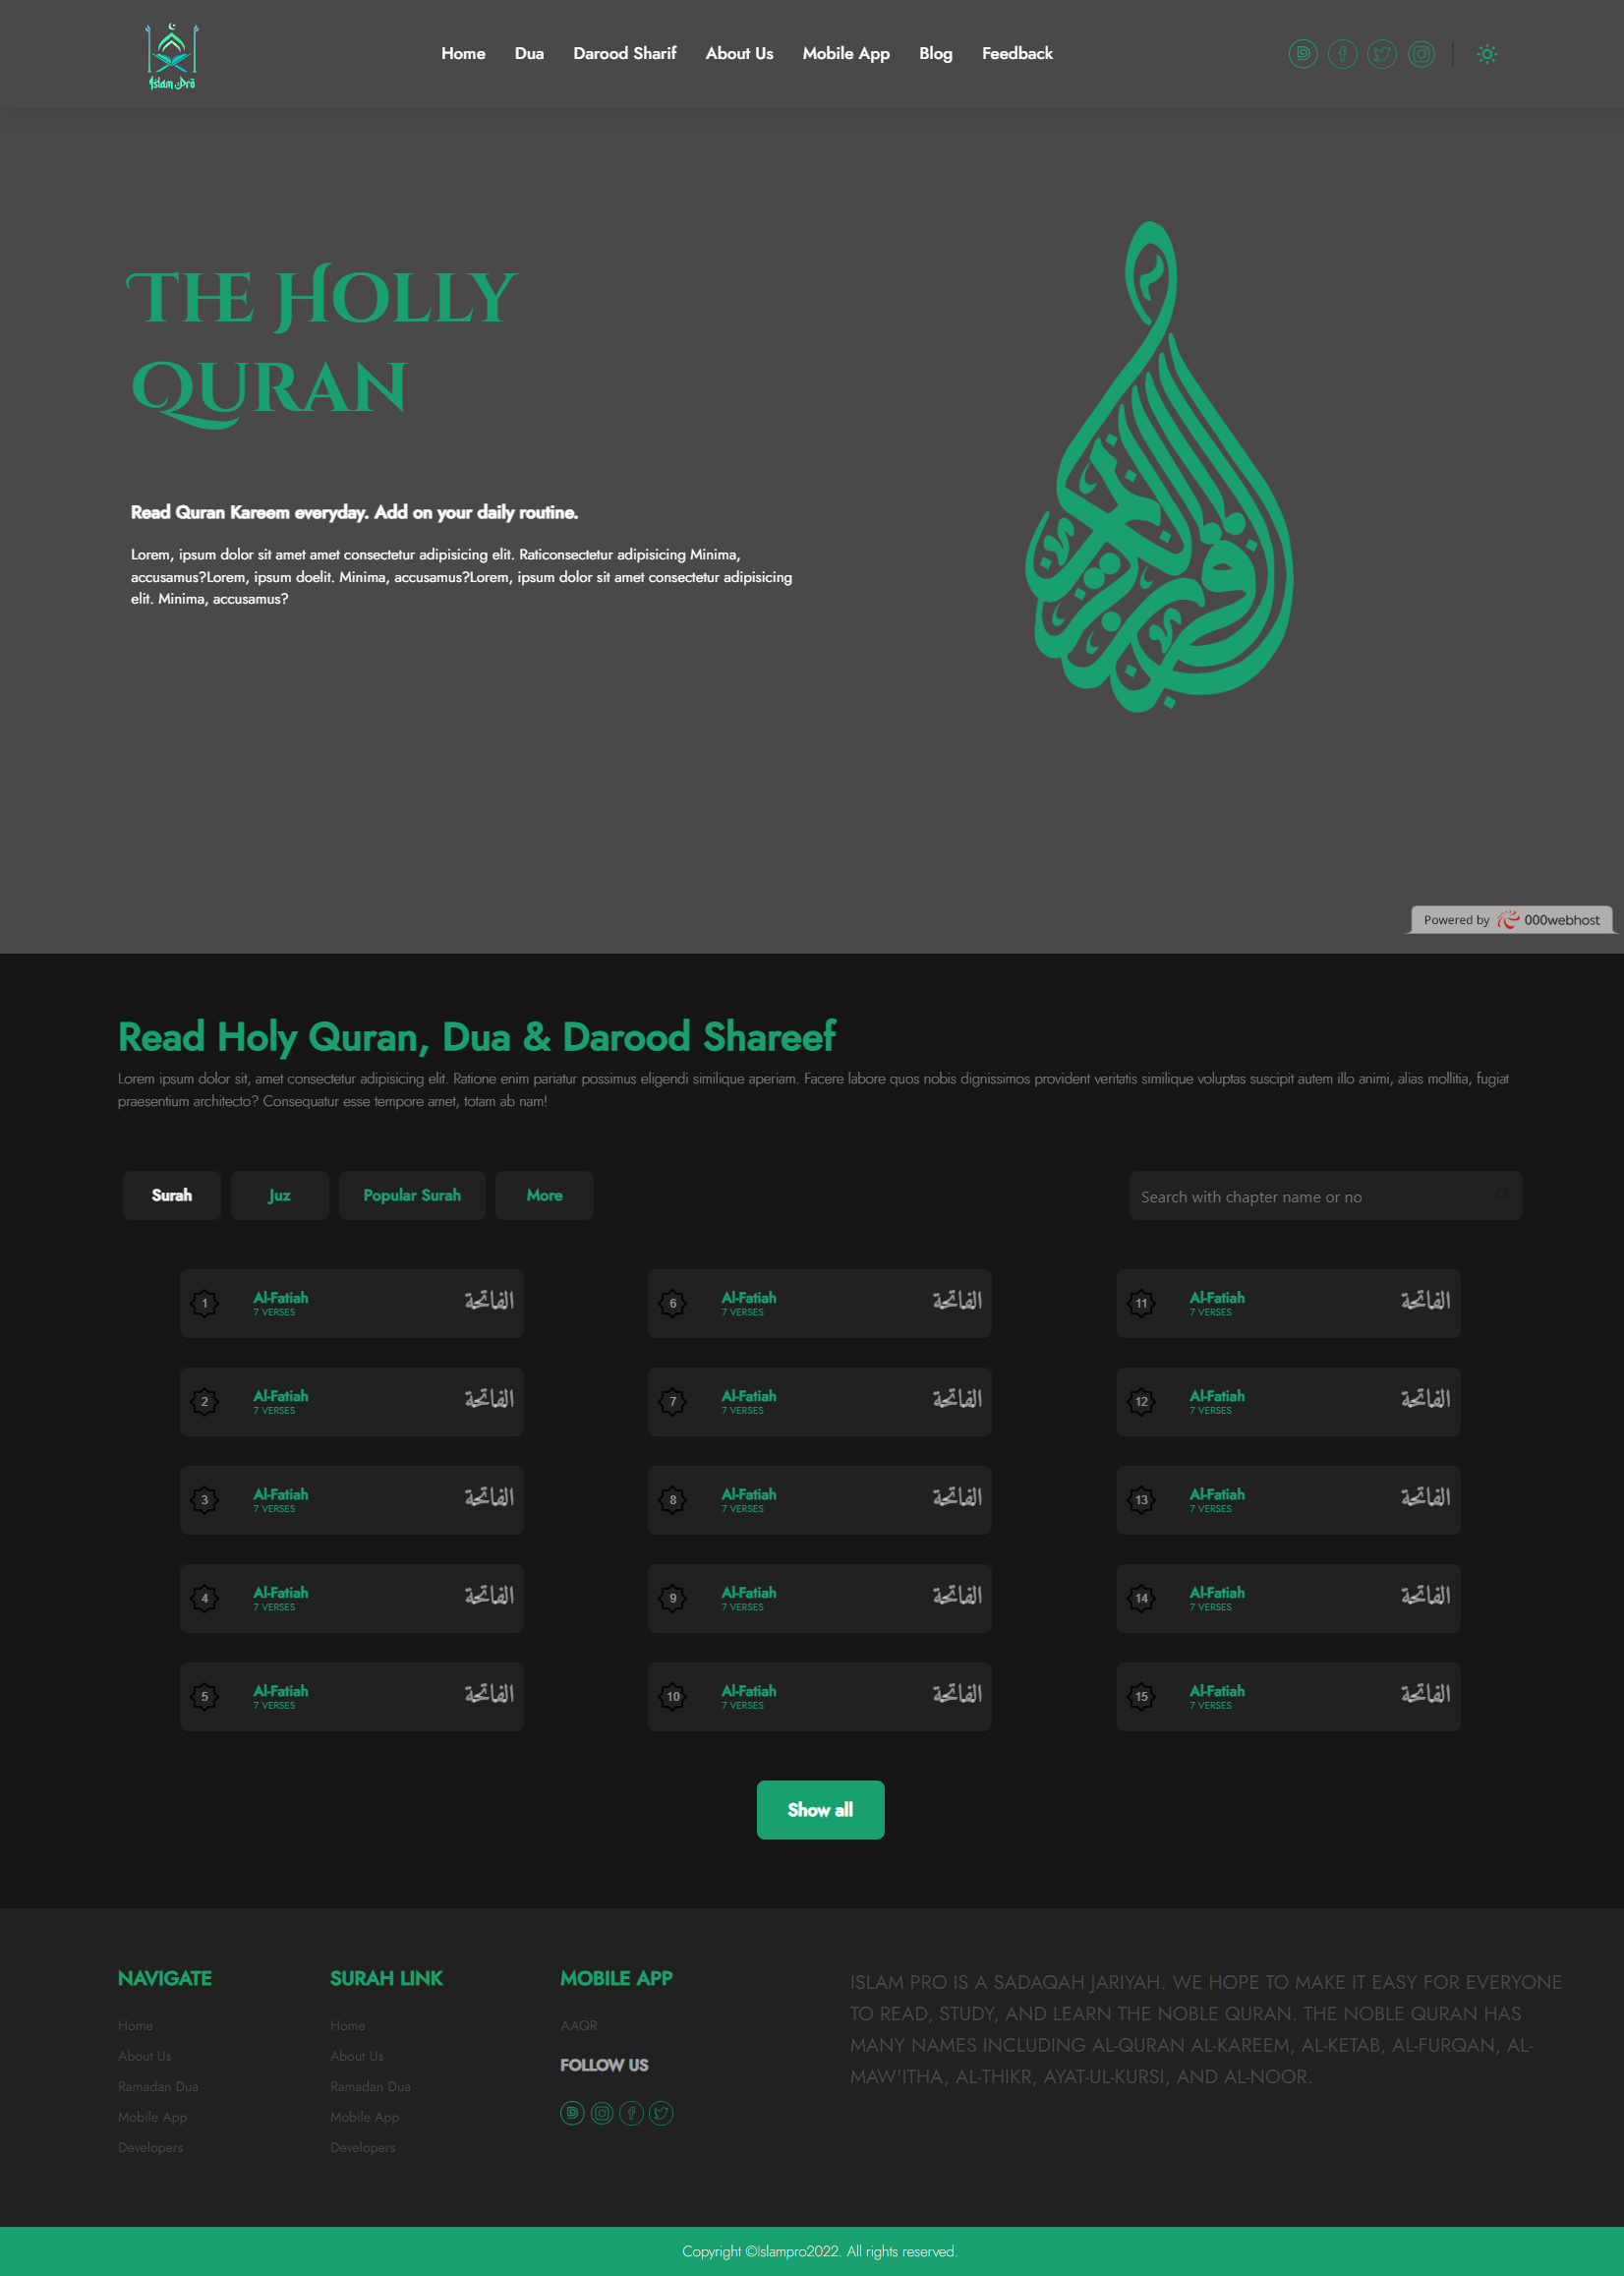 Islam Pro
Home Dua Darood Sharif About Us Mobile App Blog Feedback
The Holly
Quran
Read Quran Kareem everyday. Add on your daily routine.
Lorem, ipsum dolor sit amet amet consectetur adipisicing elit. Raticonsectetur adipisicing Minima,
accusamus?Lorem, ipsum doelit. Minima, accusamus?Lorem, ipsum dolor sit amet consectetur adipisicing
elit. Minima, accusamus?
Powered by 000webhost
Read Holy Quran, Dua & Darood Shareef
Lorem ipsum dolor sit, amet consectetur adipisicing elit. Ratione enim pariatur possimus eligendi similique aperiam. Facere labore quos nobis dignissimos provident veritatis similique voluptas suscipit autem illo animi, alias mollitia, fugiat
praesentium architecto? Consequatur esse tempore amet, totam ab nam!
Surah Juz Popular Surah More Search with chapter name or no
1 Al-Fatiah الفاتحة 6 Al-Fatiah الفاتحة 11 Al-Fatiah الفاتحة
7 VERSES 7 VERSES 7 VERSES
2 Al-Fatiah الفاتحة 7 Al-Fatiah الفاتحة 12 Al-Fatiah الفاتحة
7 VERSES 7 VERSES 7 VERSES
3 Al-Fatiah الفاتحة 8 Al-Fatiah الفاتحة 13 Al-Fatiah الفاتحة
7 VERSES 7 VERSES 7 VERSES
4 Al-Fatiah الفاتحة 9 Al-Fatiah الفاتحة 14 Al-Fatiah الفاتحة
7 VERSES 7 VERSES 7 VERSES
5 Al-Fatiah الفاتحة 10 Al-Fatiah الفاتحة 15 Al-Fatiah الفاتحة
7 VERSES 7 VERSES 7 VERSES
Show all
NAVIGATE
Home
About Us
Ramadan Dua
Mobile App
Developers
SURAH LINK
Home
About Us
Ramadan Dua
Mobile App
Developers
MOBILE APP
AAQR
FOLLOW US
ISLAM PRO IS A SADAQAH JARIYAH. WE HOPE TO MAKE IT EASY FOR EVERYONE
TO READ, STUDY, AND LEARN THE NOBLE QURAN. THE NOBLE QURAN HAS
MANY NAMES INCLUDING AL-QURAN AL-KAREEM, AL-KETAB, AL-FURQAN, AL-
MAW'ITHA, AL-THIKR, AYAT-UL-KURSI, AND AL-NOOR.
Copyright ©Islampro2022. All rights reserved.